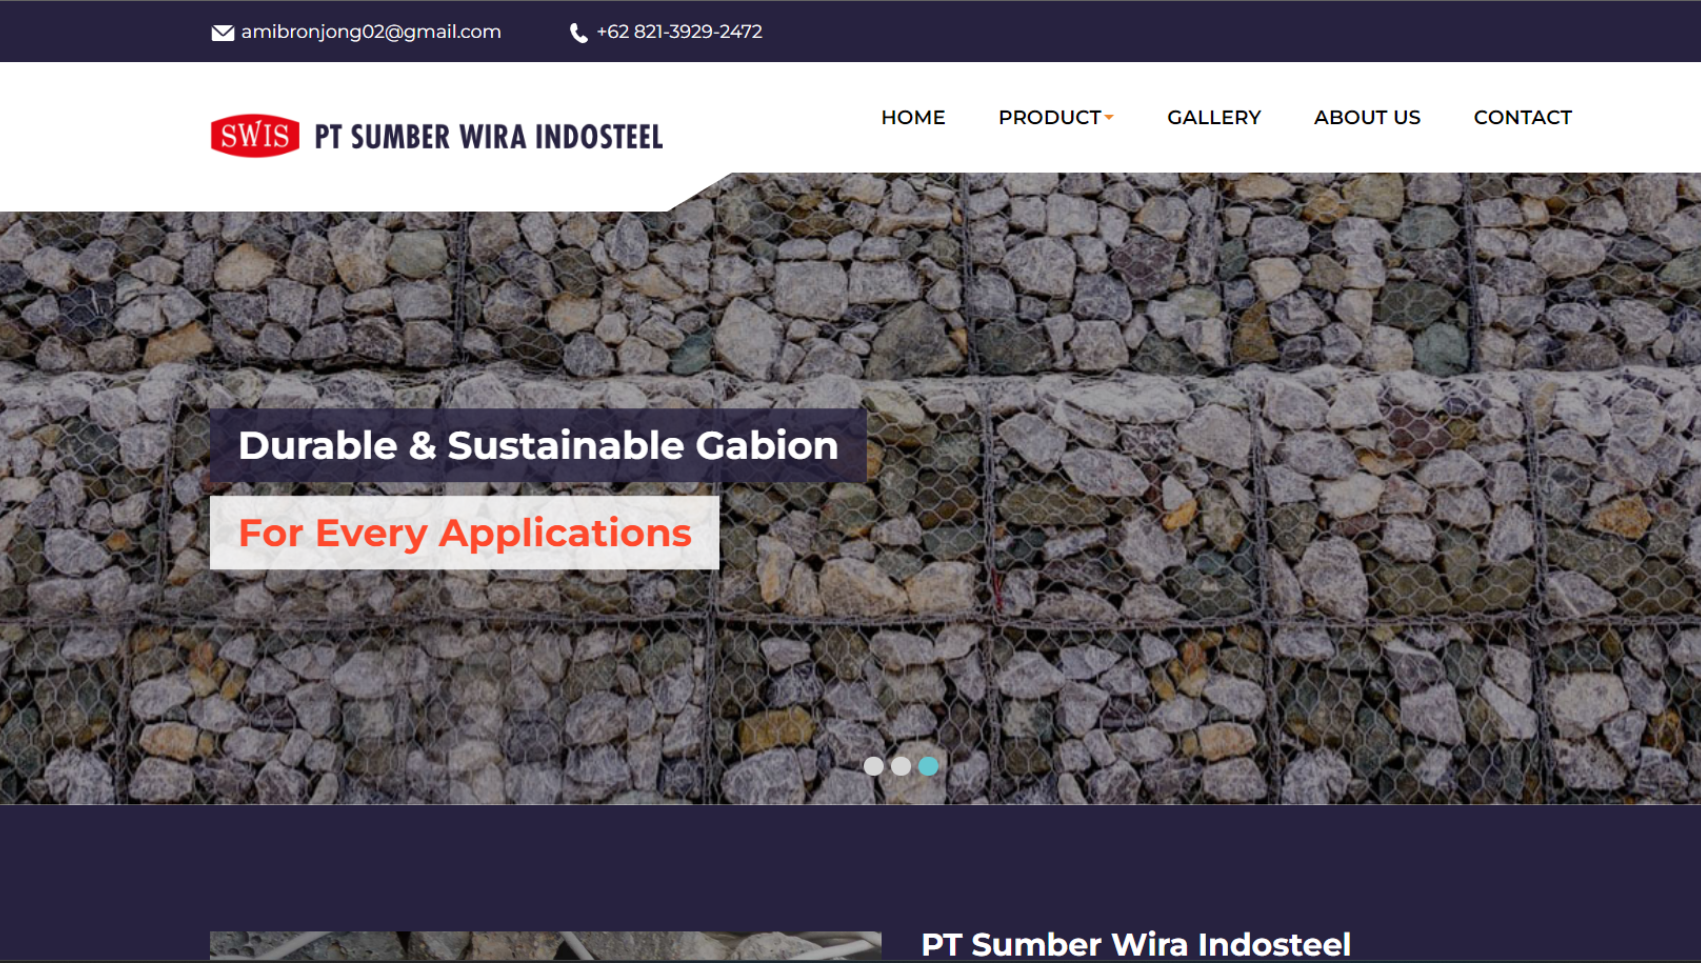 amibronjong02@gmail.com
+62 821-3929-2472
SWIS PT SUMBER WIRA INDOSTEEL
HOME PRODUCT GALLERY ABOUT US CONTACT
Durable & Sustainable Gabion
For Every Applications
PT Sumber Wira Indosteel